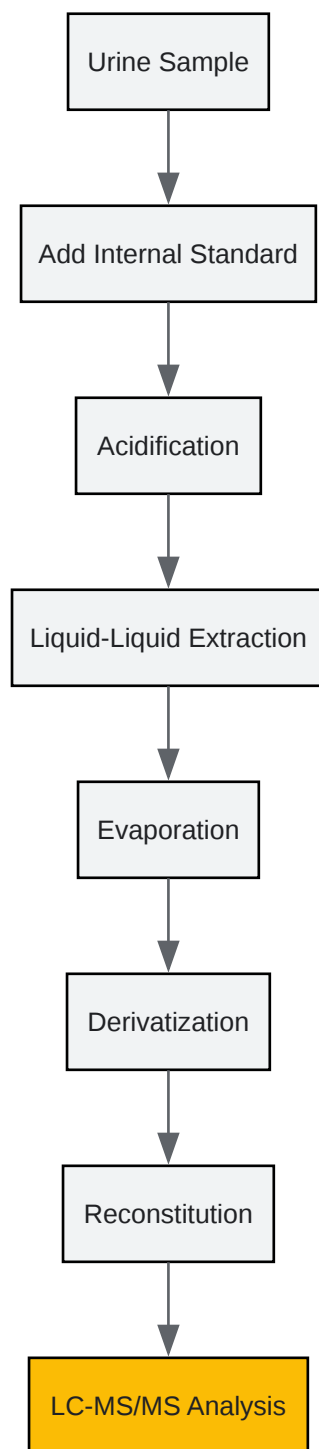 Urine Sample
Add Internal Standard
Acidification
Liquid-Liquid Extraction
Evaporation
Derivatization
Reconstitution
LC-MS/MS Analysis